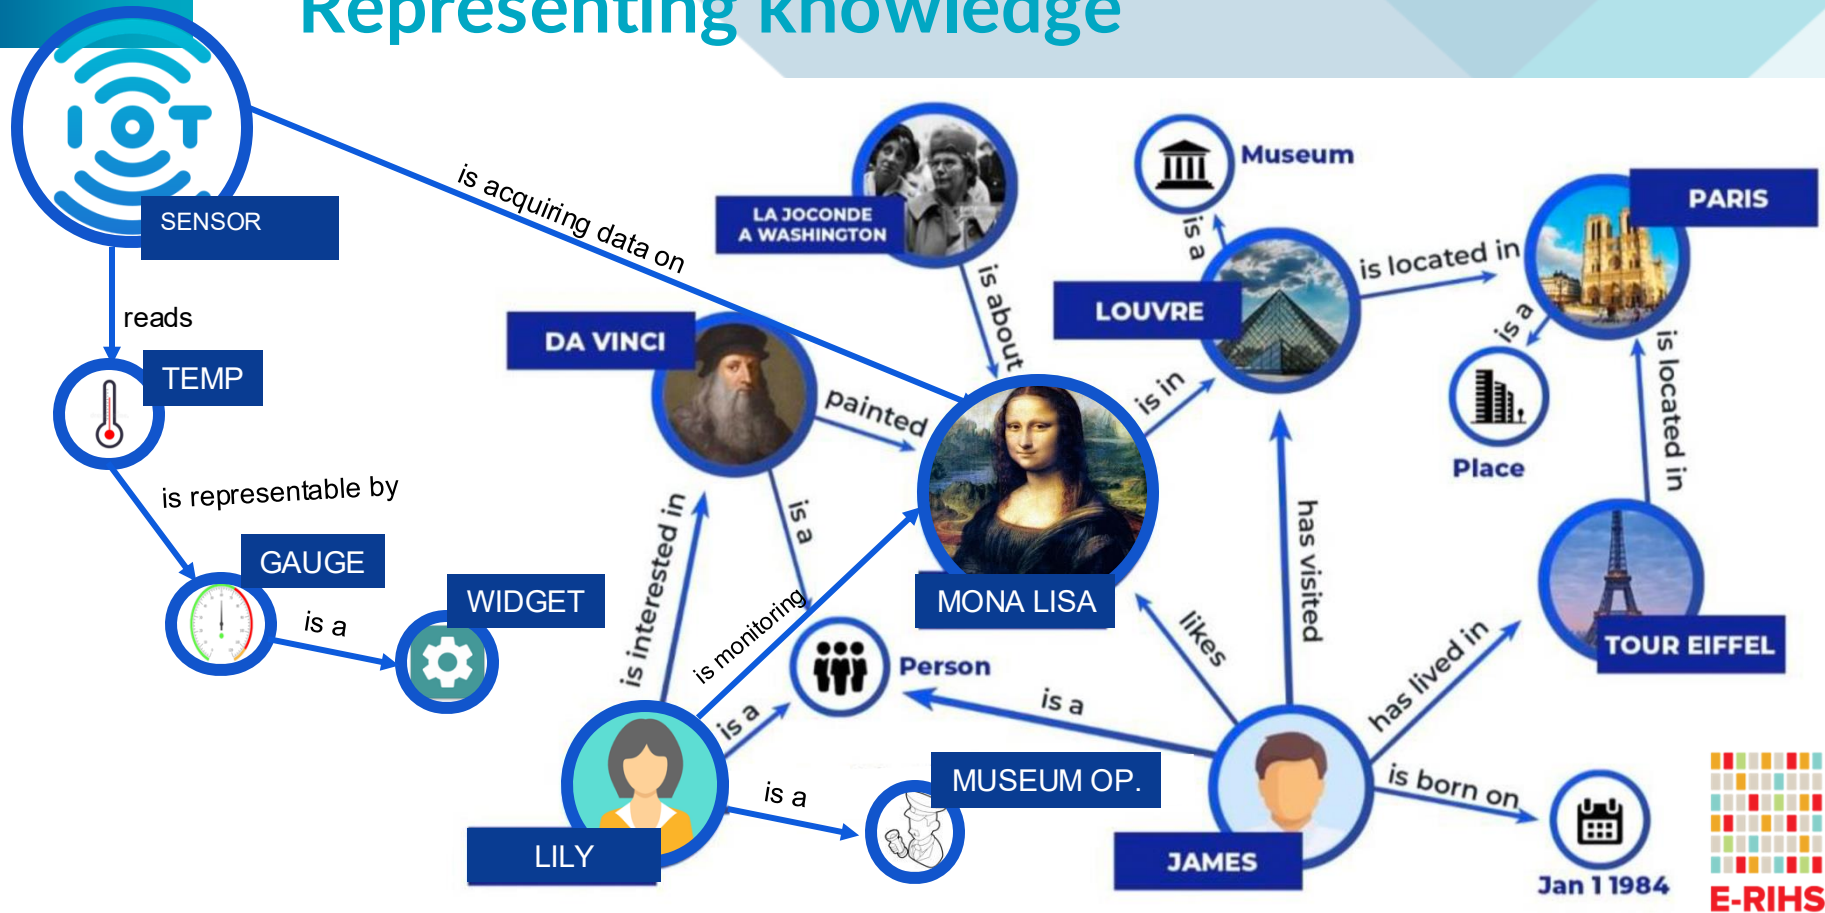 Representing knowledge
IOT
SENSOR
is acquiring data on
LA JOCONDE
A WASHINGTON
Museum
PARIS
is a
is located in
is about
LOUVRE
reads
DA VINCI
is a
TEMP
painted
is in
is located in
Place
is representable by
is interested in
is a
has visited
GAUGE
WIDGET
MONA LISA
is a
is monitoring
likes
has lived in
TOUR EIFFEL
Person
is a
is a
MUSEUM OP.
is a
is born on
LILY
JAMES
Jan 1 1984
E-RIHS